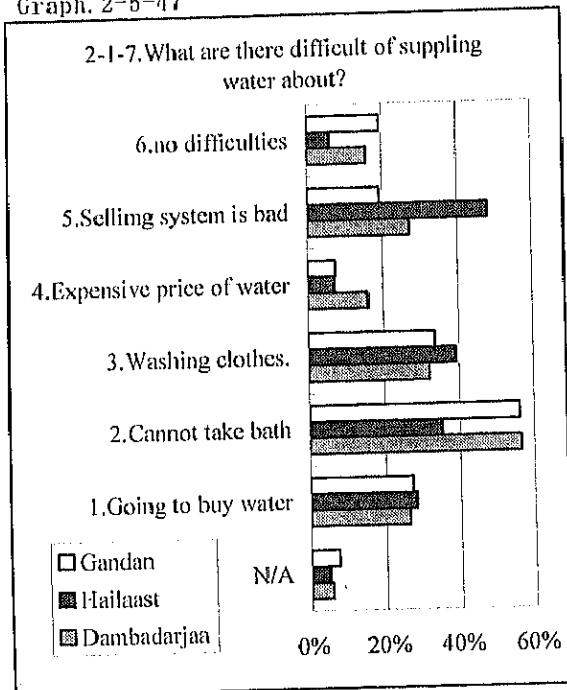 Graph. 2-5-47
2-1-7.What are there difficult of suppling
water about?
6.no difficulties
5.Sellimg system is bad
4.Expensive price of water
3.Washing clothes.
2.Cannot take bath
1.Going to buy water
N/A
Gandan
Hailaast
Dambadarjaa
0% 20% 40% 60%